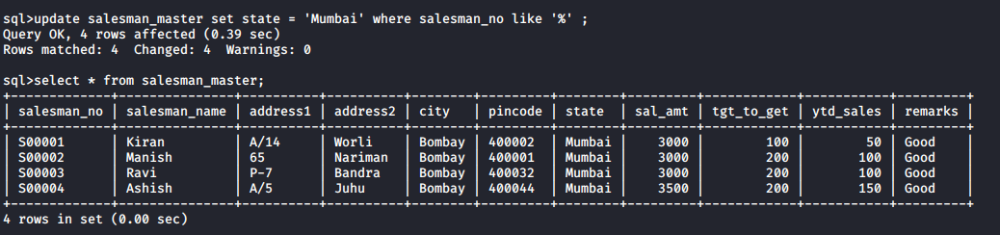 sql>update salesman_master set state = 'Mumbai' where salesman_no like '%' ;
Query OK, 4 rows affected (0.39 sec)
Rows matched: 4  Changed: 4  Warnings: 0
sql>select * from salesman_master;
+-------------+---------------+----------+----------+--------+---------+--------+---------+------------+-----------+---------+
| salesman_no | salesman_name | address1 | address2 | city   | pincode | state  | sal_amt | tgt_to_get | ytd_sales | remarks |
+-------------+---------------+----------+----------+--------+---------+--------+---------+------------+-----------+---------+
| S00001      | Kiran         | A/14     | Worli    | Bombay | 400002  | Mumbai |    3000 |        100 |        50 | Good    |
| S00002      | Manish        | 65       | Nariman  | Bombay | 400001  | Mumbai |    3000 |        200 |       100 | Good    |
| S00003      | Ravi          | P-7      | Bandra   | Bombay | 400032  | Mumbai |    3000 |        200 |       100 | Good    |
| S00004      | Ashish        | A/5      | Juhu     | Bombay | 400044  | Mumbai |    3500 |        200 |       150 | Good    |
+-------------+---------------+----------+----------+--------+---------+--------+---------+------------+-----------+---------+
4 rows in set (0.00 sec)